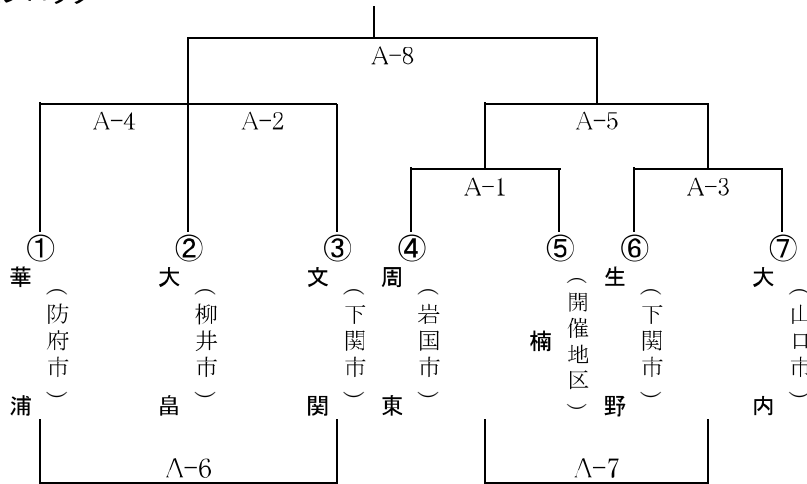 A-8
A-4 A-2 A-5
A-1 A-3
① ② ③ ④ ⑤ ⑥ ⑦
華浦（防府市）
大畠（柳井市）
文関（下関市）
周東（岩国市）
楠（開催地区）
生野（下関市）
大内（山口市）
A-6 A-7